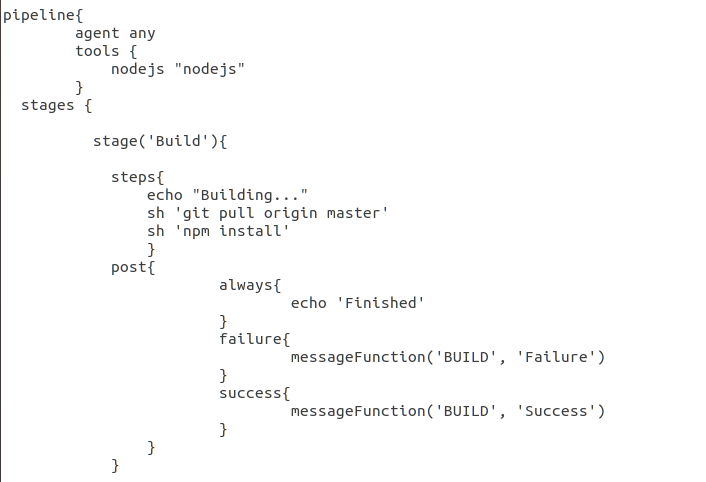 pipeline{
agent any
tools {
nodejs "nodejs"
}
stages {
stage('Build'){
steps{
echo "Building..."
sh 'git pull origin master'
sh 'npm install'
}
post{
always{
echo 'Finished'
}
failure{
messageFunction('BUILD', 'Failure')
}
success{
messageFunction('BUILD', 'Success')
}
}
}